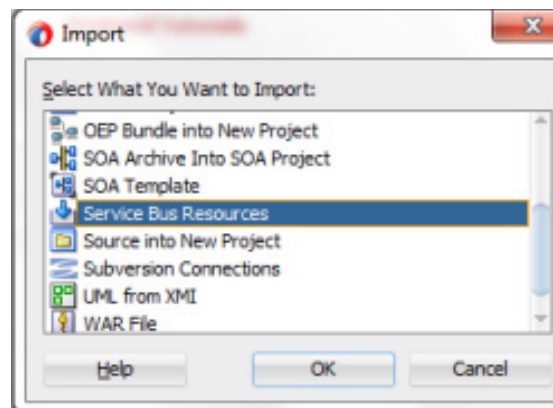 Import
Select What You Want to Import:
OEP Bundle into New Project
SOA Archive Into SOA Project
SOA Template
Service Bus Resources
Source into New Project
Subversion Connections
UML from XMI
WAR File
Help
OK
Cancel